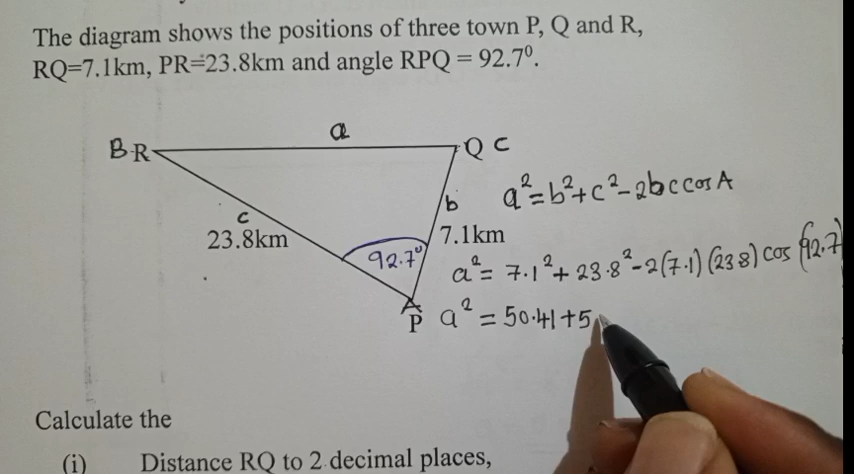 The diagram shows the positions of three town P, Q and R,
RQ=7.1km, PR=23.8km and angle RPQ = 92.7⁰.
a
B R
Q C
a²=b²+c²-2bc cos A
c
b
23.8km
7.1km
92.7⁰
a² = 7.1²+23.8²-2(7.1)(23.8) cos (92.7
A
P
a² = 50.41+5
Calculate the
(i) Distance RQ to 2 decimal places,